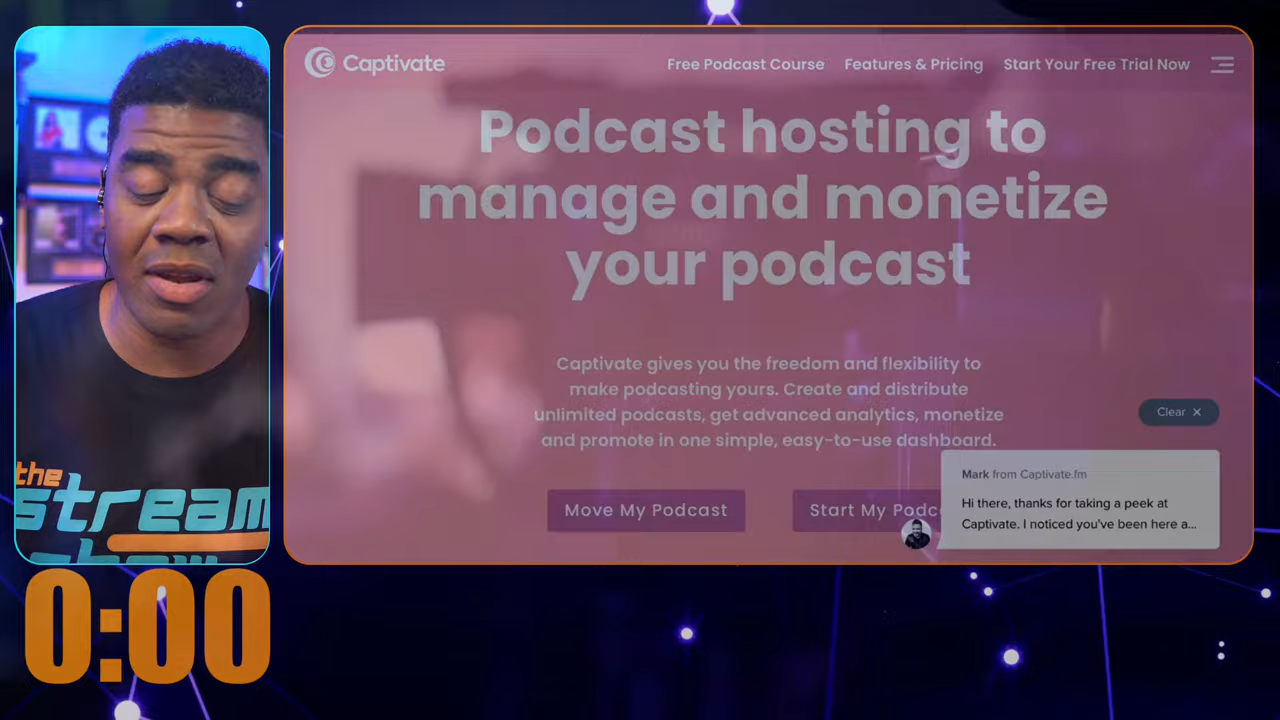 Captivate
Free Podcast Course
Features & Pricing
Start Your Free Trial Now
Podcast hosting to
manage and monetize
your podcast
Captivate gives you the freedom and flexibility to
make podcasting yours. Create and distribute
unlimited podcasts, get advanced analytics, monetize
and promote in one simple, easy-to-use dashboard.
Move My Podcast
Start My Podc
Clear ×
Mark from Captivate.fm
Hi there, thanks for taking a peek at
Captivate. I noticed you've been here a...
the
stream
show
0:00